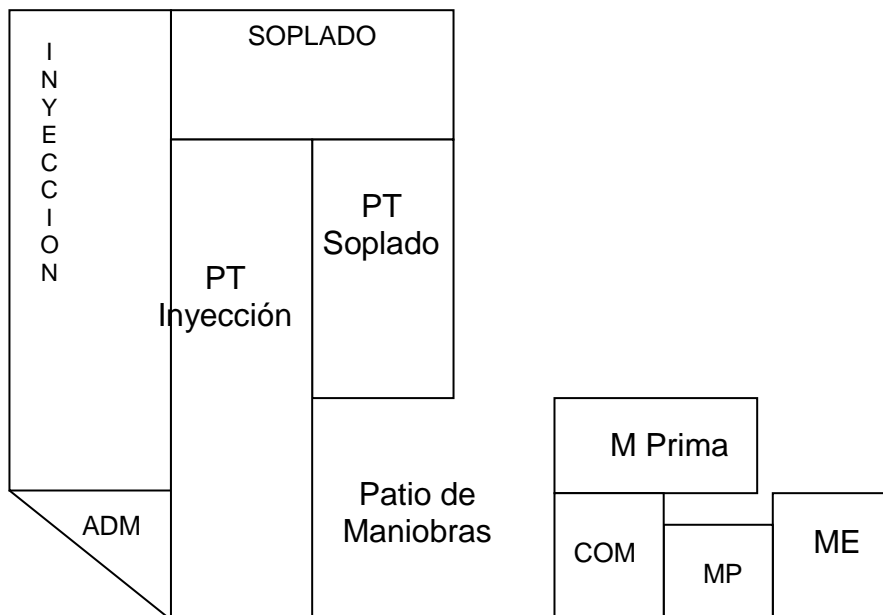 INYECCION
SOPLADO
PT
Soplado
PT
Inyección
M Prima
Patio de
Maniobras
ADM
COM
MP
ME